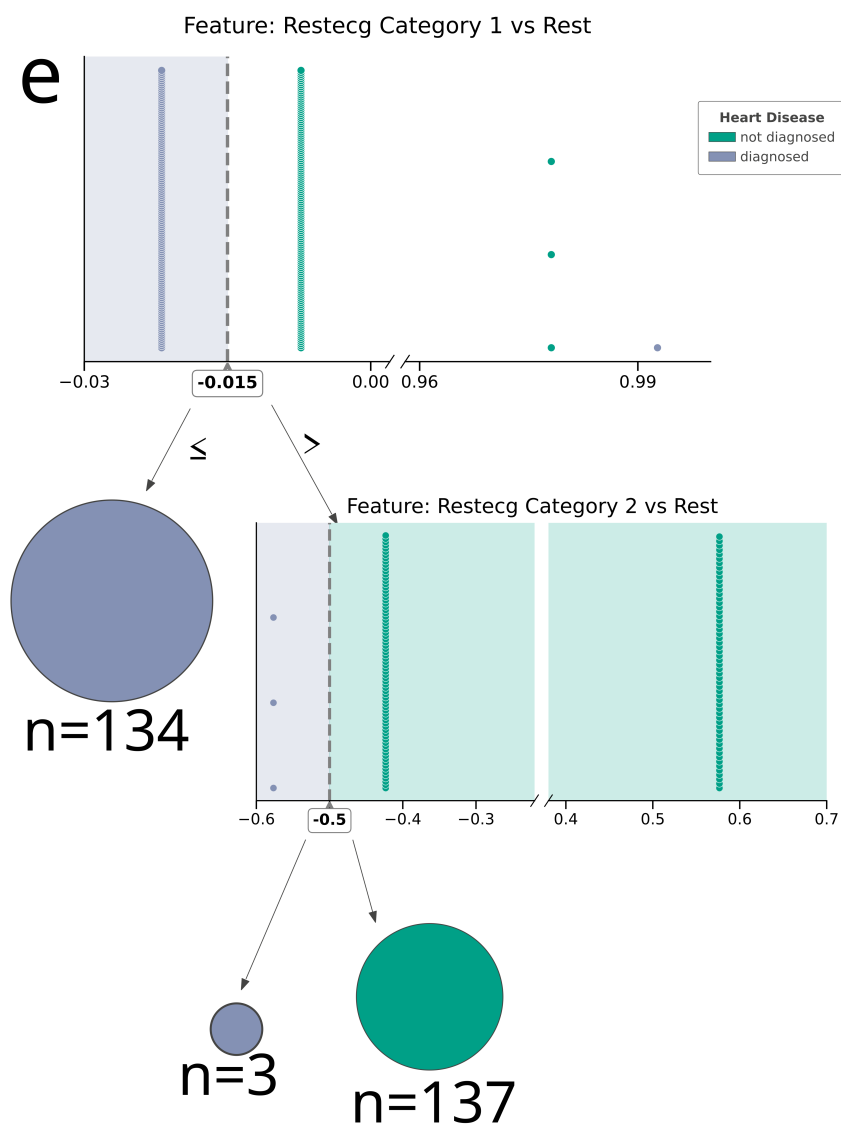 Feature: Restecg Category 1 vs Rest
e
Heart Disease
not diagnosed
diagnosed
−0.03 -0.015 0.00 0.96 0.99
≤ >
Feature: Restecg Category 2 vs Rest
n=134
−0.6 -0.5 −0.4 −0.3 0.4 0.5 0.6 0.7
n=3
n=137